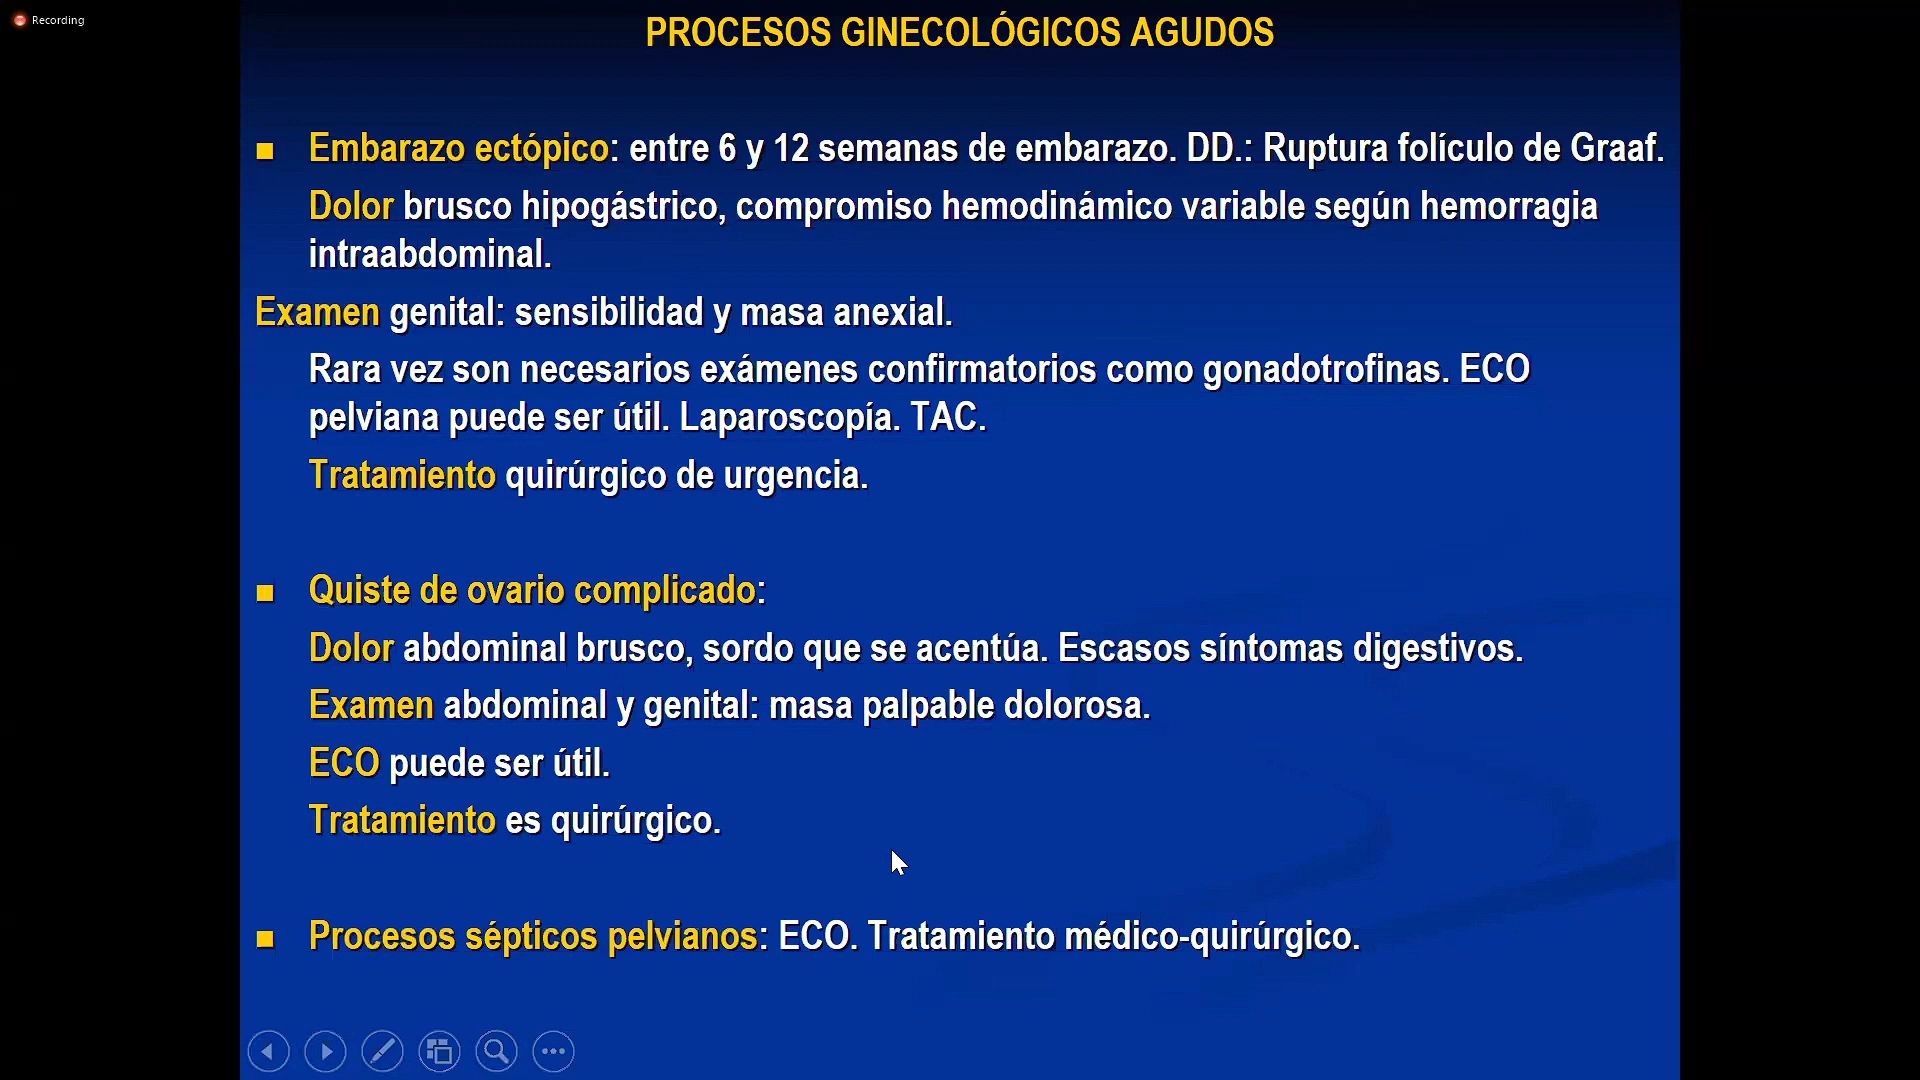 Recording
PROCESOS GINECOLÓGICOS AGUDOS
Embarazo ectópico: entre 6 y 12 semanas de embarazo. DD.: Ruptura folículo de Graaf.
Dolor brusco hipogástrico, compromiso hemodinámico variable según hemorragia
intraabdominal.
Examen genital: sensibilidad y masa anexial.
Rara vez son necesarios exámenes confirmatorios como gonadotrofinas. ECO
pelviana puede ser útil. Laparoscopía. TAC.
Tratamiento quirúrgico de urgencia.
Quiste de ovario complicado:
Dolor abdominal brusco, sordo que se acentúa. Escasos síntomas digestivos.
Examen abdominal y genital: masa palpable dolorosa.
ECO puede ser útil.
Tratamiento es quirúrgico.
Procesos sépticos pelvianos: ECO. Tratamiento médico-quirúrgico.